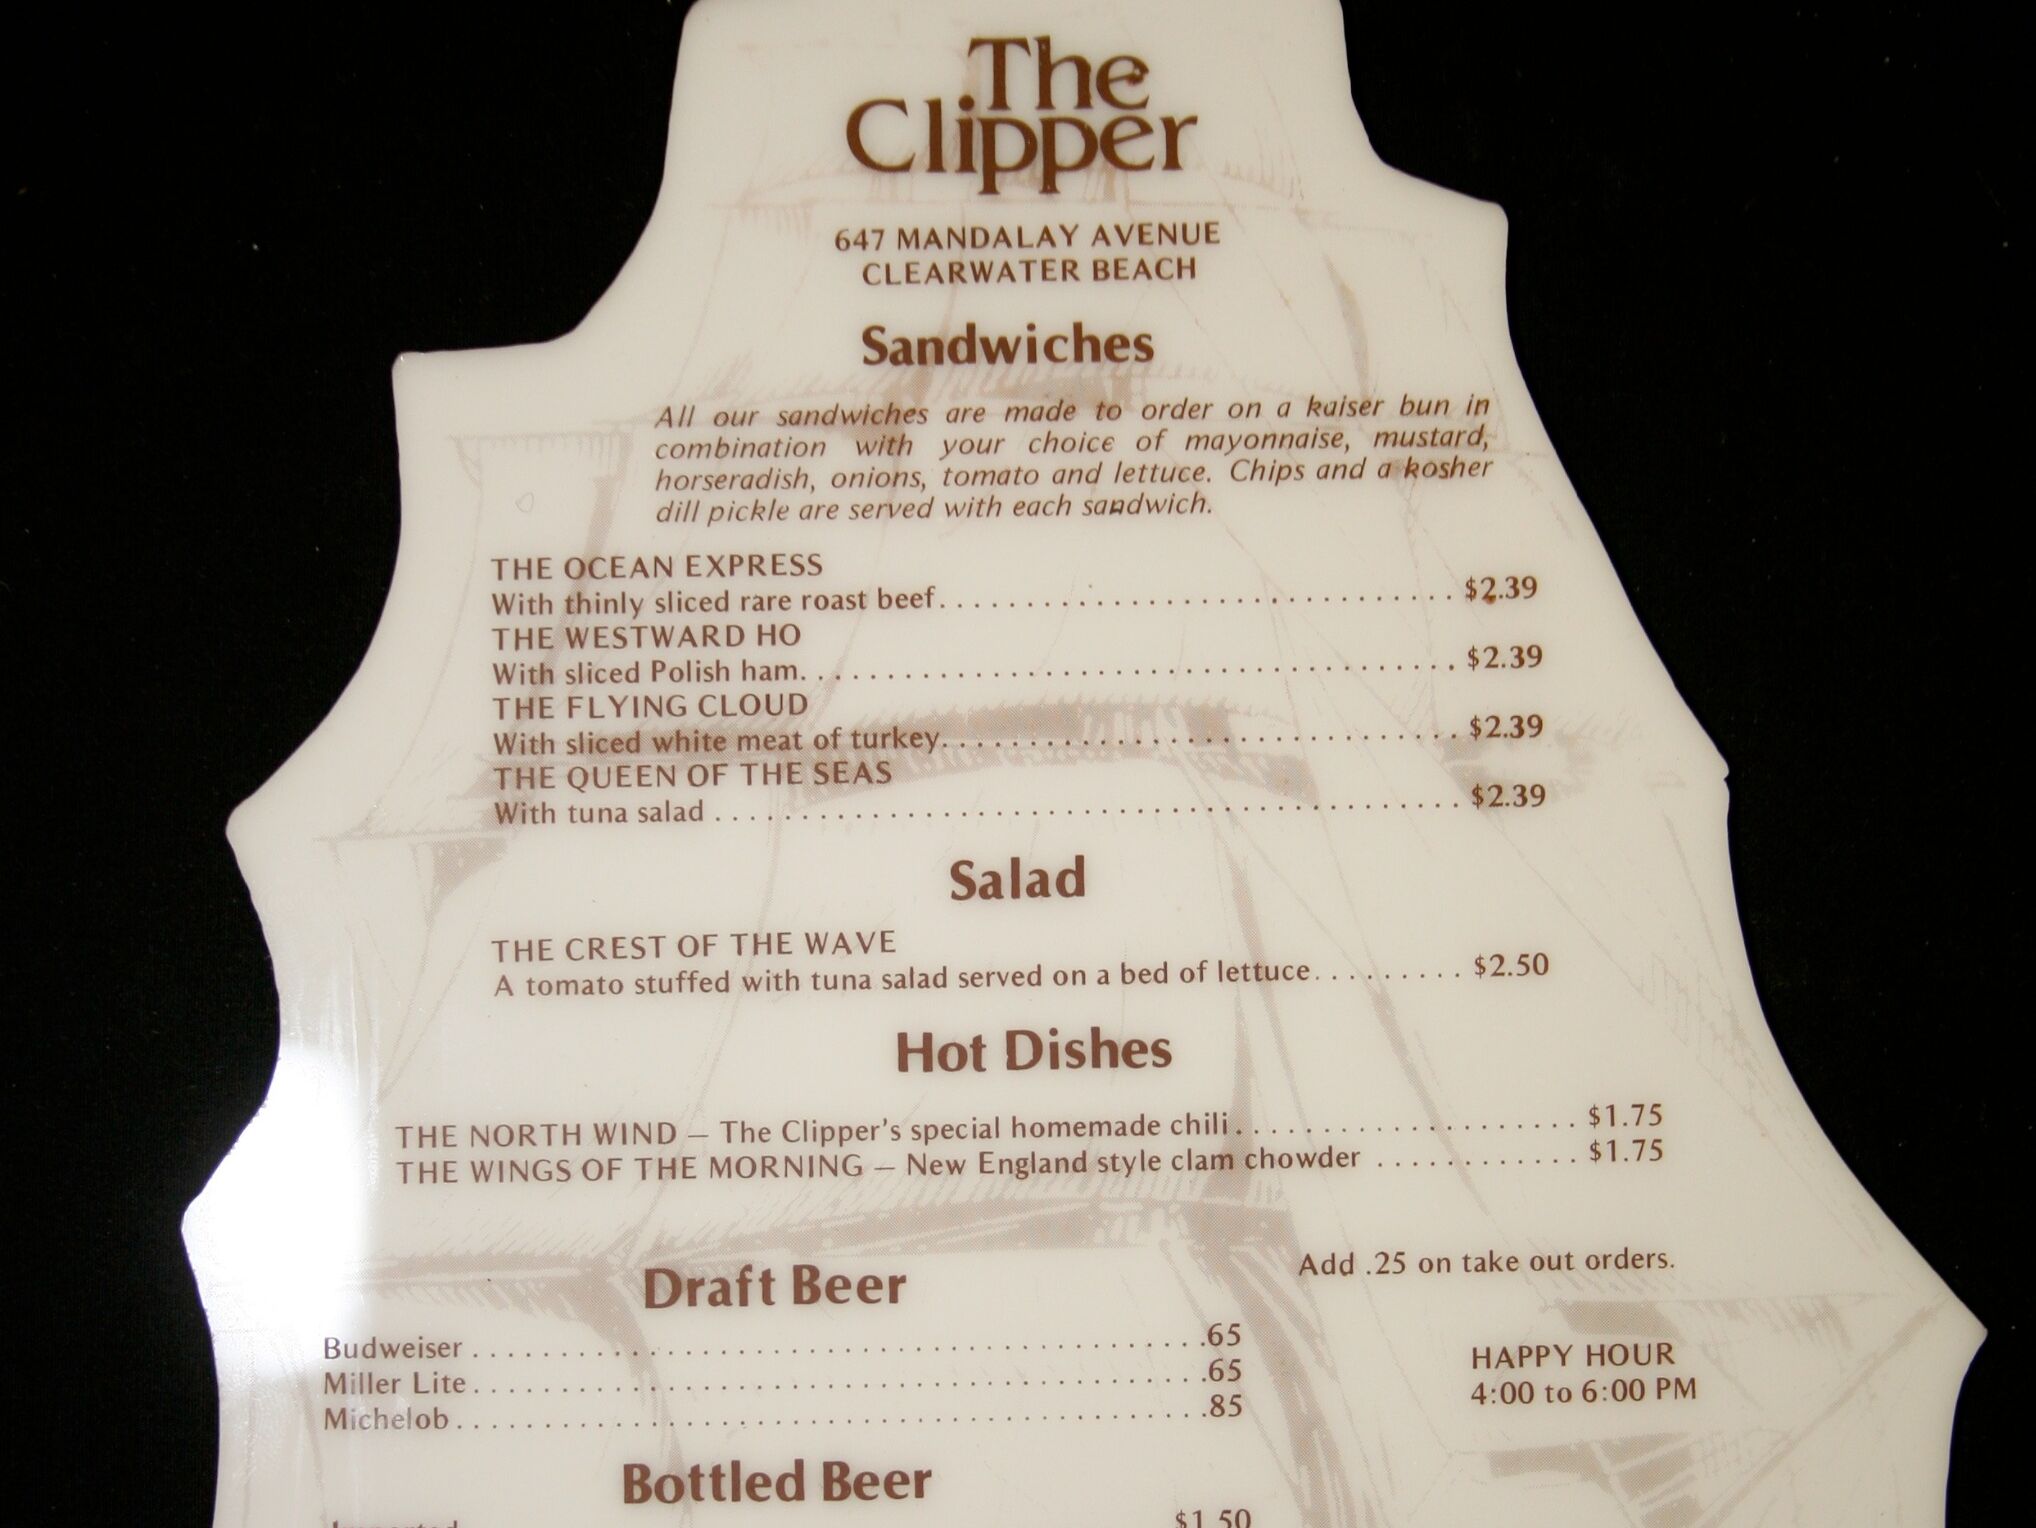 The
Clipper
647 MANDALAY AVENUE
CLEARWATER BEACH
Sandwiches
All our sandwiches are made to order on a kaiser bun in
combination with your choice of mayonnaise, mustard,
horseradish, onions, tomato and lettuce. Chips and a kosher
dill pickle are served with each sandwich.
THE OCEAN EXPRESS
With thinly sliced rare roast beef. . . . . . . . . . . . . . . . . . . . . . . . . . . . . . $2.39
THE WESTWARD HO
With sliced Polish ham. . . . . . . . . . . . . . . . . . . . . . . . . . . . . . . . . . . . . . $2.39
THE FLYING CLOUD
With sliced white meat of turkey. . . . . . . . . . . . . . . . . . . . . . . . . . . . . . $2.39
THE QUEEN OF THE SEAS
With tuna salad . . . . . . . . . . . . . . . . . . . . . . . . . . . . . . . . . . . . . . . . . . . $2.39
Salad
THE CREST OF THE WAVE
A tomato stuffed with tuna salad served on a bed of lettuce. . . . . . . . . $2.50
Hot Dishes
THE NORTH WIND — The Clipper's special homemade chili. . . . . . . . . . . . . . . . . . . . $1.75
THE WINGS OF THE MORNING — New England style clam chowder . . . . . . . . . . . . $1.75
Add .25 on take out orders.
Draft Beer
Budweiser . . . . . . . . . . . . . . . . . . . . . . . . . . . . . . . . . . . . . . . . . . .65
Miller Lite. . . . . . . . . . . . . . . . . . . . . . . . . . . . . . . . . . . . . . . . . . .65
Michelob. . . . . . . . . . . . . . . . . . . . . . . . . . . . . . . . . . . . . . . . . . . .85
HAPPY HOUR
4:00 to 6:00 PM
Bottled Beer
Imported $1.50